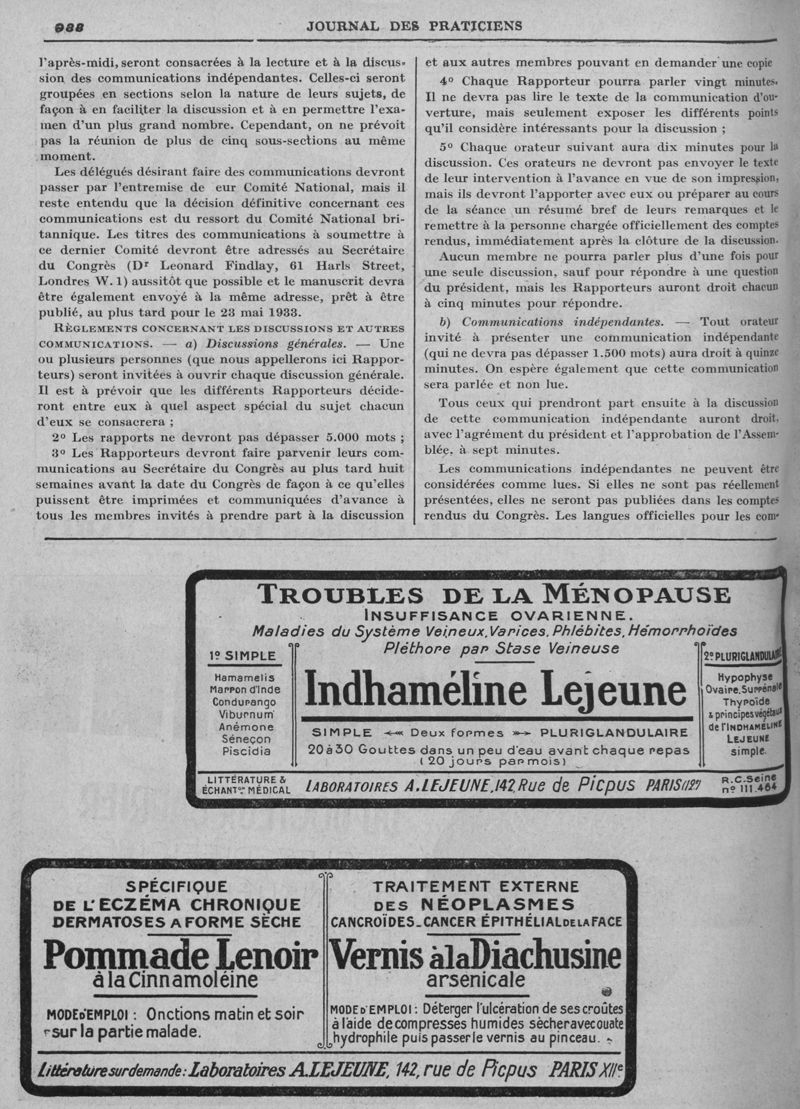 988 JOURNAL DES PRATICIENS
l'après-midi, seront consacrées à la lecture et à la discus-
sion des communications indépendantes. Celles-ci seront
groupées en sections selon la nature de leurs sujets, de
façon à en faciliter la discussion et à en permettre l'exa-
men d'un plus grand nombre. Cependant, on ne prévoit
pas la réunion de plus de cinq sous-sections au même
moment.
Les délégués désirant faire des communications devront
passer par l'entremise de eur Comité National, mais il
reste entendu que la décision définitive concernant ces
communications est du ressort du Comité National bri-
tannique. Les titres des communications à soumettre à
ce dernier Comité devront être adressés au Secrétaire
du Congrès (Dr Leonard Findlay, 61 Harls Street,
Londres W. 1) aussitôt que possible et le manuscrit devra
être également envoyé à la même adresse, prêt à être
publié, au plus tard pour le 23 mai 1933.
RÈGLEMENTS CONCERNANT LES DISCUSSIONS ET AUTRES
COMMUNICATIONS. — a) Discussions générales. — Une
ou plusieurs personnes (que nous appellerons ici Rappor-
teurs) seront invitées à ouvrir chaque discussion générale.
Il est à prévoir que les différents Rapporteurs décide-
ront entre eux à quel aspect spécial du sujet chacun
d'eux se consacrera ;
2° Les rapports ne devront pas dépasser 5.000 mots ;
3° Les Rapporteurs devront faire parvenir leurs com-
munications au Secrétaire du Congrès au plus tard huit
semaines avant la date du Congrès de façon à ce qu'elles
puissent être imprimées et communiquées d'avance à
tous les membres invités à prendre part à la discussion
et aux autres membres pouvant en demander une copie
4° Chaque Rapporteur pourra parler vingt minutes.
Il ne devra pas lire le texte de la communication d'ou-
verture, mais seulement exposer les différents points
qu'il considère intéressants pour la discussion ;
5° Chaque orateur suivant aura dix minutes pour la
discussion. Ces orateurs ne devront pas envoyer le texte
de leur intervention à l'avance en vue de son impression,
mais ils devront l'apporter avec eux ou préparer au cours
de la séance un résumé bref de leurs remarques et le
remettre à la personne chargée officiellement des comptes
rendus, immédiatement après la clôture de la discussion.
Aucun membre ne pourra parler plus d'une fois pour
une seule discussion, sauf pour répondre à une question
du président, mais les Rapporteurs auront droit chacun
à cinq minutes pour répondre.
b) Communications indépendantes. — Tout orateur
invité à présenter une communication indépendante
(qui ne devra pas dépasser 1.500 mots) aura droit à quinze
minutes. On espère également que cette communication
sera parlée et non lue.
Tous ceux qui prendront part ensuite à la discussion
de cette communication indépendante auront droit,
avec l'agrément du président et l'approbation de l'Assem-
blée, à sept minutes.
Les communications indépendantes ne peuvent être
considérées comme lues. Si elles ne sont pas réellement
présentées, elles ne seront pas publiées dans les comptes
rendus du Congrès. Les langues officielles pour les com-
TROUBLES DE LA MÉNOPAUSE
INSUFFISANCE OVARIENNE.
Maladies du Système Veineux, Varices, Phlébites, Hémorrhoïdes
Pléthore par Stase Veineuse
1º SIMPLE
Hamamelis
Marron d'Inde
Condurango
Viburnum
Anémone
Séneçon
Piscidia
Indhaméline Lejeune
SIMPLE Deux formes PLURIGLANDULAIRE
20 à 30 Gouttes dans un peu d'eau avant chaque repas
(20 jours par mois)
2º PLURIGLANDULAIRE
Hypophyse
Ovaire, Surrénale
Thyroïde
& principes végétaux
de l'INDHAMÉLINE
LEJEUNE
simple.
LITTÉRATURE &
ÉCHANTons MÉDICAL
LABORATOIRES A. LEJEUNE, 142, Rue de Picpus PARIS (12e)
R.C. Seine
nº 111.464
SPÉCIFIQUE
DE L'ECZÉMA CHRONIQUE
DERMATOSES A FORME SÈCHE
Pommade Lenoir
à la Cinnamoléine
MODE D'EMPLOI : Onctions matin et soir
sur la partie malade.
TRAITEMENT EXTERNE
DES NÉOPLASMES
CANCROÏDES_CANCER ÉPITHÉLIAL DE LA FACE
Vernis à la Diachusine
arsenicale
MODE D'EMPLOI : Déterger l'ulcération de ses croûtes
à l'aide de compresses humides sécher avec ouate
hydrophile puis passer le vernis au pinceau.
Littérature sur demande : Laboratoires A. LEJEUNE, 142, rue de Picpus PARIS XIIe